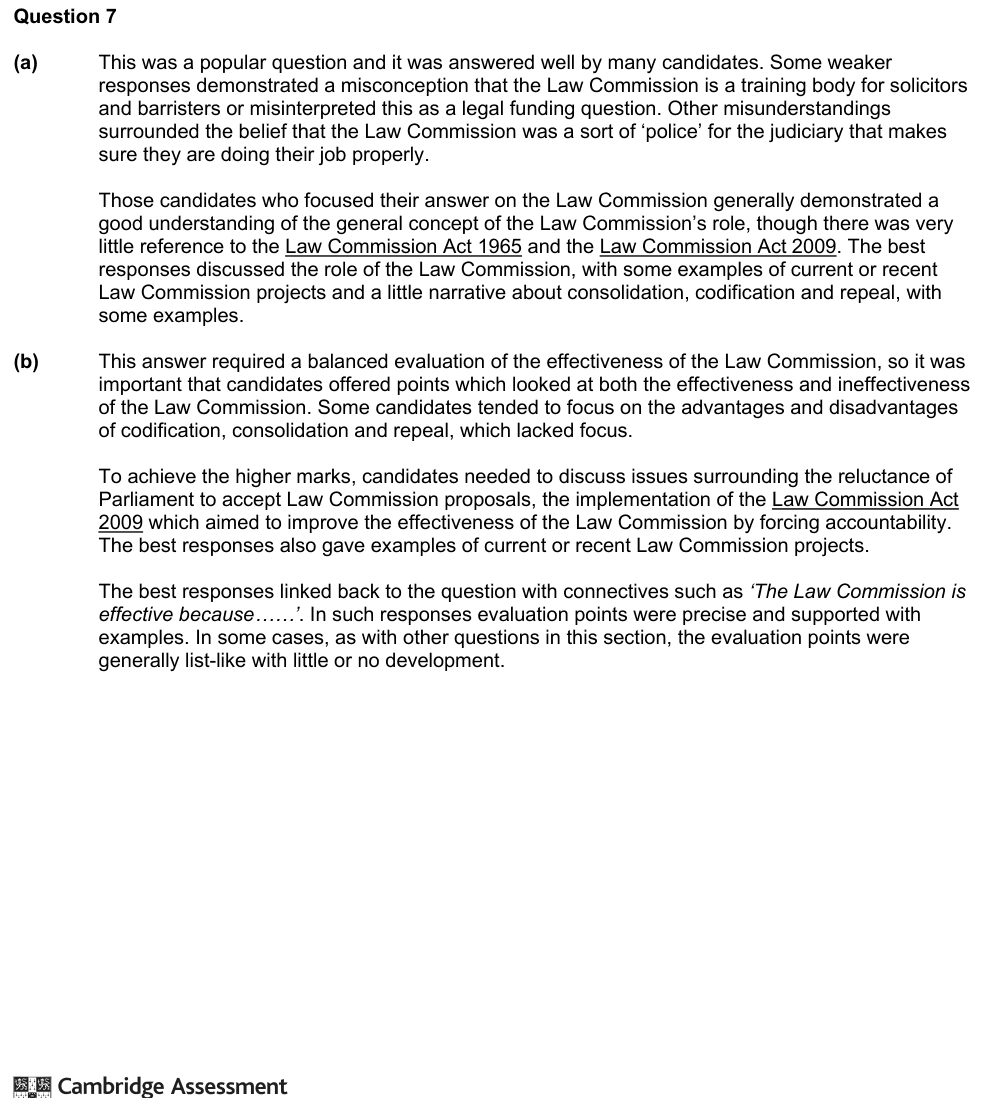 Question 7
(a) This was a popular question and it was answered well by many candidates. Some weaker
responses demonstrated a misconception that the Law Commission is a training body for solicitors
and barristers or misinterpreted this as a legal funding question. Other misunderstandings
surrounded the belief that the Law Commission was a sort of ‘police’ for the judiciary that makes
sure they are doing their job properly.
Those candidates who focused their answer on the Law Commission generally demonstrated a
good understanding of the general concept of the Law Commission’s role, though there was very
little reference to the Law Commission Act 1965 and the Law Commission Act 2009. The best
responses discussed the role of the Law Commission, with some examples of current or recent
Law Commission projects and a little narrative about consolidation, codification and repeal, with
some examples.
(b) This answer required a balanced evaluation of the effectiveness of the Law Commission, so it was
important that candidates offered points which looked at both the effectiveness and ineffectiveness
of the Law Commission. Some candidates tended to focus on the advantages and disadvantages
of codification, consolidation and repeal, which lacked focus.
To achieve the higher marks, candidates needed to discuss issues surrounding the reluctance of
Parliament to accept Law Commission proposals, the implementation of the Law Commission Act
2009 which aimed to improve the effectiveness of the Law Commission by forcing accountability.
The best responses also gave examples of current or recent Law Commission projects.
The best responses linked back to the question with connectives such as ‘The Law Commission is
effective because……’. In such responses evaluation points were precise and supported with
examples. In some cases, as with other questions in this section, the evaluation points were
generally list-like with little or no development.
Cambridge Assessment